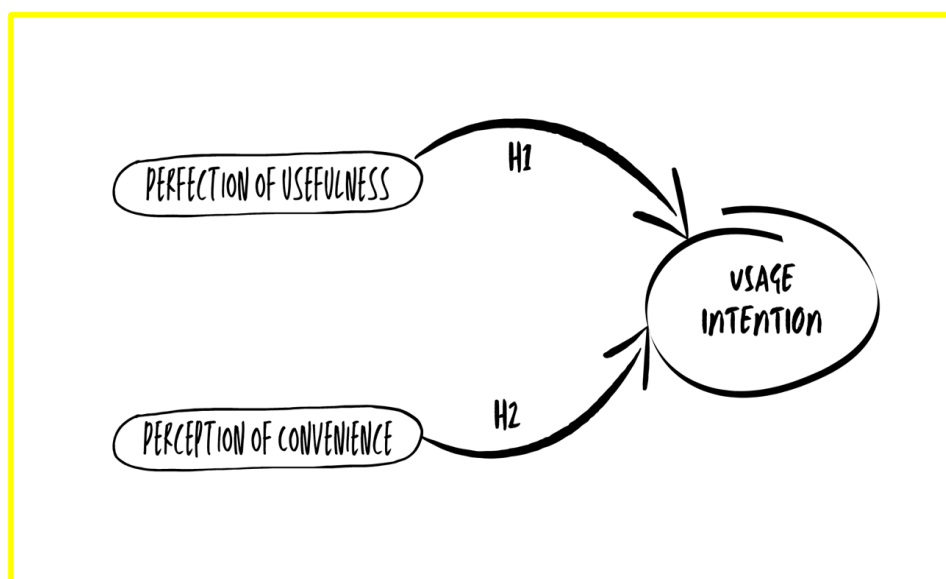 PERFECTION OF USEFULNESS
H1
USAGE
INTENTION
H2
PERCEPTION OF CONVENIENCE